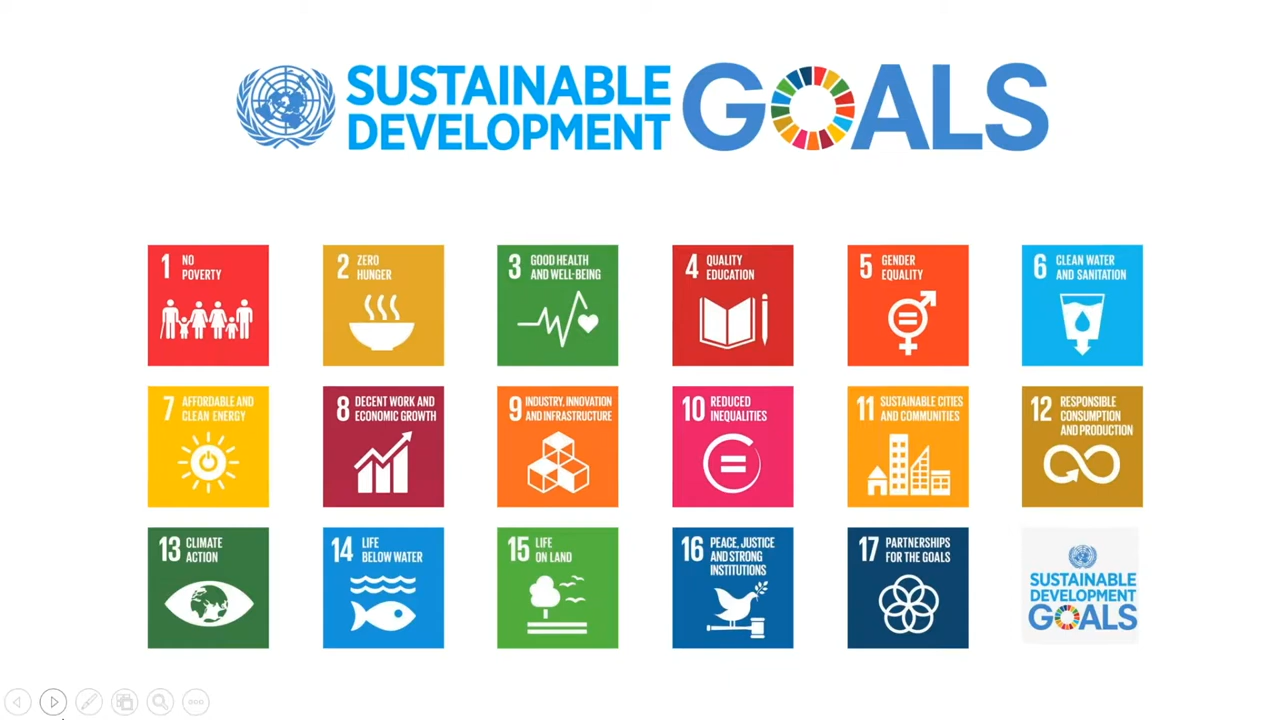 SUSTAINABLE
DEVELOPMENT
GOALS
1 NO
POVERTY
2 ZERO
HUNGER
3 GOOD HEALTH
AND WELL-BEING
4 QUALITY
EDUCATION
5 GENDER
EQUALITY
6 CLEAN WATER
AND SANITATION
7 AFFORDABLE AND
CLEAN ENERGY
8 DECENT WORK AND
ECONOMIC GROWTH
9 INDUSTRY, INNOVATION
AND INFRASTRUCTURE
10 REDUCED
INEQUALITIES
11 SUSTAINABLE CITIES
AND COMMUNITIES
12 RESPONSIBLE
CONSUMPTION
AND PRODUCTION
13 CLIMATE
ACTION
14 LIFE
BELOW WATER
15 LIFE
ON LAND
16 PEACE, JUSTICE
AND STRONG
INSTITUTIONS
17 PARTNERSHIPS
FOR THE GOALS
SUSTAINABLE
DEVELOPMENT
GOALS